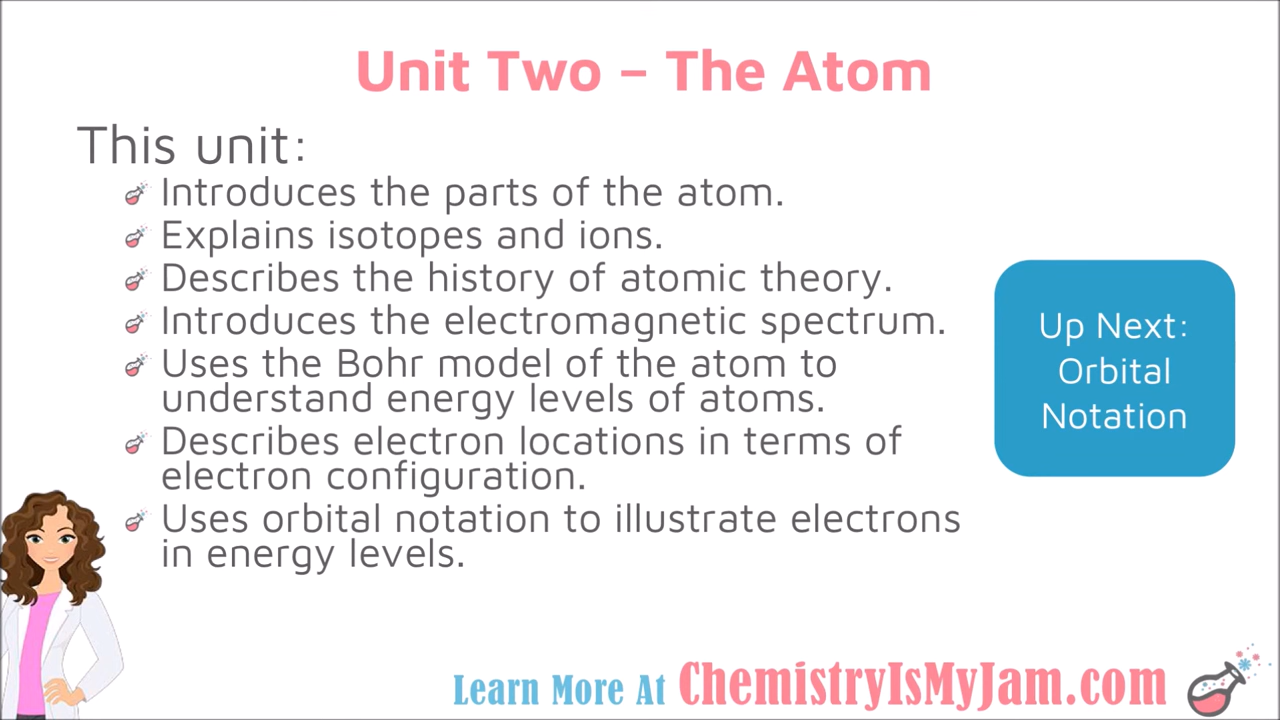 Unit Two – The Atom
This unit:
Introduces the parts of the atom.
Explains isotopes and ions.
Describes the history of atomic theory.
Introduces the electromagnetic spectrum.
Uses the Bohr model of the atom to
understand energy levels of atoms.
Describes electron locations in terms of
electron configuration.
Uses orbital notation to illustrate electrons
in energy levels.
Up Next:
Orbital
Notation
Learn More At ChemistryIsMyJam.com